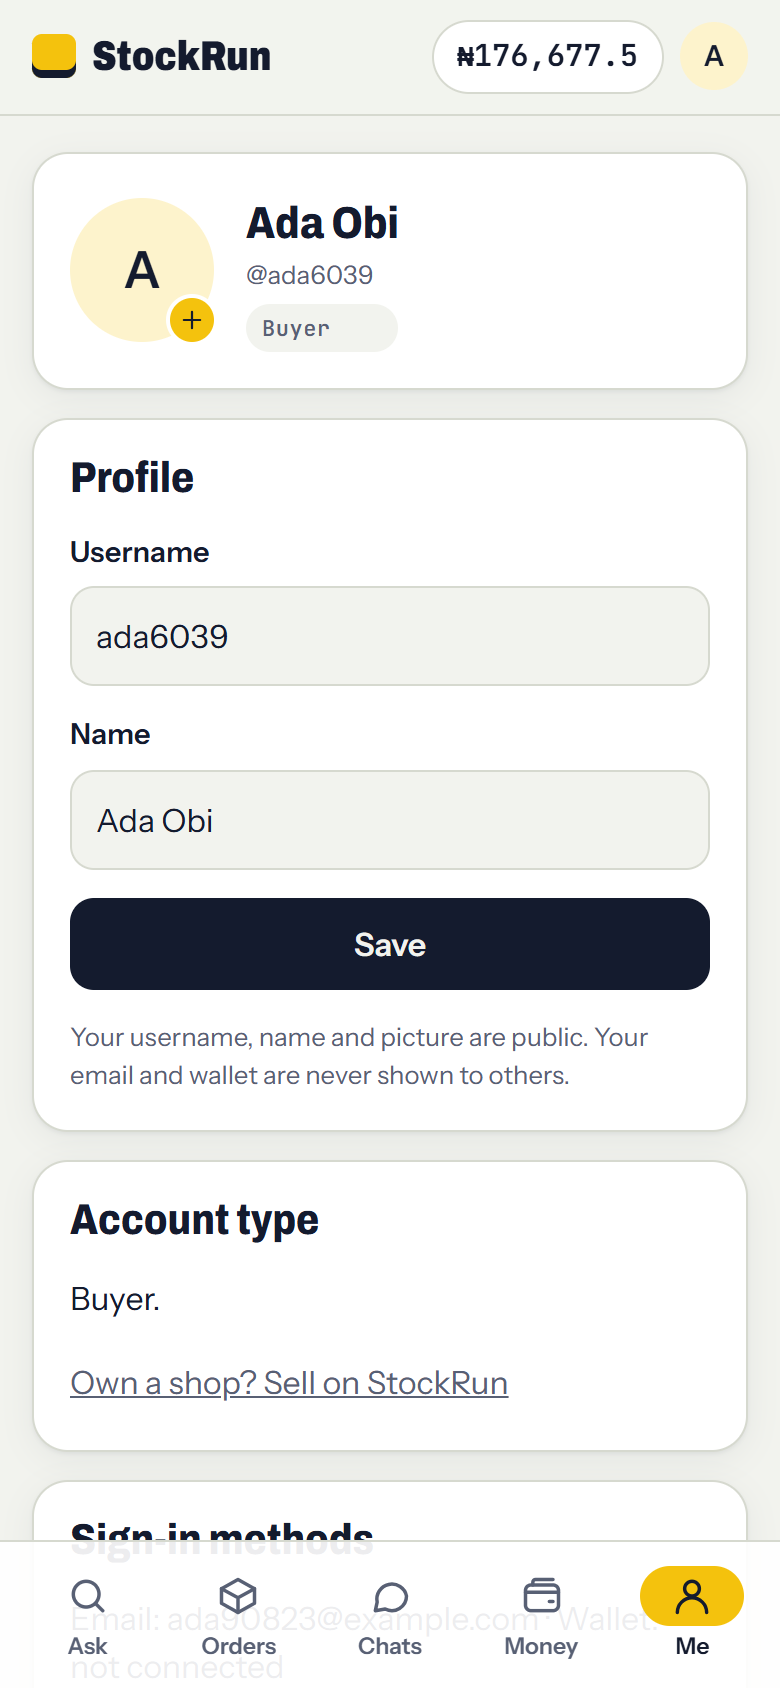 StockRun
₦176,677.5
A
A
Ada Obi
@ada6039
Buyer
Profile
Username
ada6039
Name
Ada Obi
Save
Your username, name and picture are public. Your
email and wallet are never shown to others.
Account type
Buyer.
Own a shop? Sell on StockRun
Sign-in methods
Email: ada90823@example.com · Wallet:
not connected
Ask
Orders
Chats
Money
Me